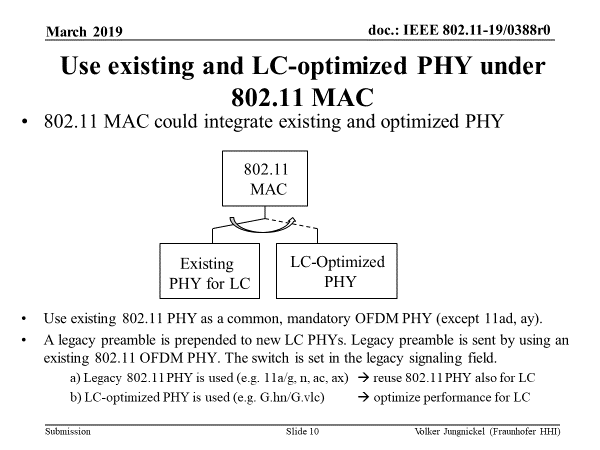 March 2019
doc.: IEEE 802.11-19/0388r0
Use existing and LC-optimized PHY under
802.11 MAC
• 802.11 MAC could integrate existing and optimized PHY
802.11
MAC
Existing
PHY for LC
LC-Optimized
PHY
• Use existing 802.11 PHY as a common, mandatory OFDM PHY (except 11ad, ay).
• A legacy preamble is prepended to new LC PHYs. Legacy preamble is sent by using an
existing 802.11 OFDM PHY. The switch is set in the legacy signaling field.
a) Legacy 802.11 PHY is used (e.g. 11a/g, n, ac, ax) → reuse 802.11 PHY also for LC
b) LC-optimized PHY is used (e.g. G.hn/G.vlc) → optimize performance for LC
Submission
Slide 10
Volker Jungnickel (Fraunhofer HHI)